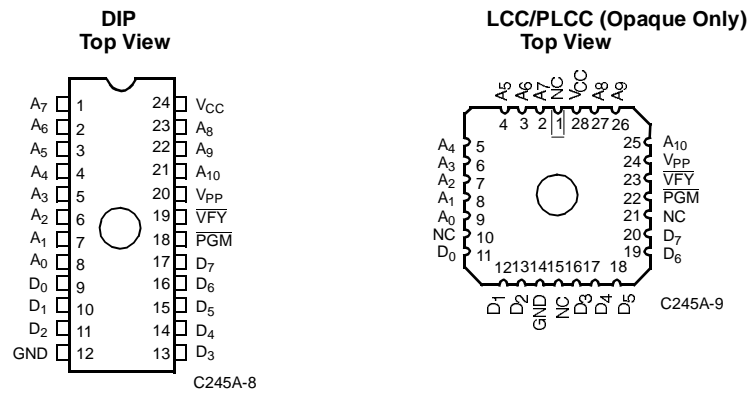 DIP
Top View
A7 1 24 VCC
A6 2 23 A8
A5 3 22 A9
A4 4 21 A10
A3 5 20 VPP
A2 6 19 VFY
A1 7 18 PGM
A0 8 17 D7
D0 9 16 D6
D1 10 15 D5
D2 11 14 D4
GND 12 13 D3
C245A-8
LCC/PLCC (Opaque Only)
Top View
A5 A6 A7 NC VCC A8 A9
4 3 2 1 28 27 26
A4 5 25 A10
A3 6 24 VPP
A2 7 23 VFY
A1 8 22 PGM
A0 9 21 NC
NC 10 20 D7
D0 11 19 D6
12 13 14 15 16 17 18
D1 D2 GND NC D3 D4 D5
C245A-9